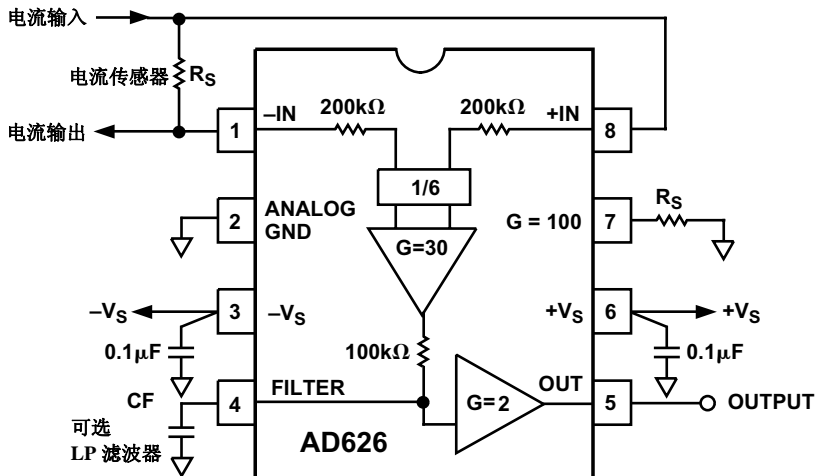 电流输入
电流传感器 RS
电流输出
1 –IN 200kΩ 200kΩ +IN 8
1/6
2 ANALOG GND
G = 100 7 RS
G=30
–VS 3 –VS
+VS 6 +VS
0.1µF
100kΩ
0.1µF
CF 4 FILTER
G=2 OUT 5 OUTPUT
可选
LP 滤波器
AD626